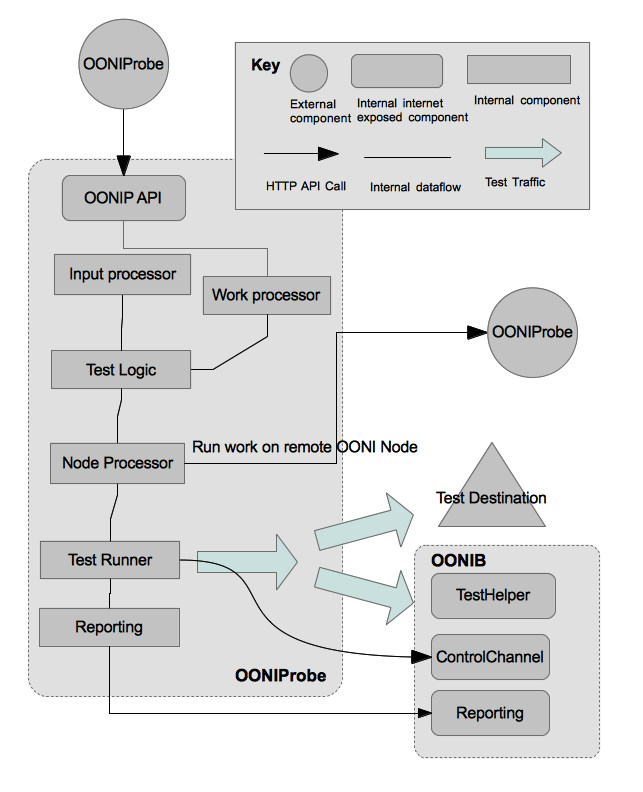 OONIProbe
Key
External
component
Internal internet
exposed component
Internal component
HTTP API Call
Internal dataflow
Test Traffic
OONIP API
Input processor
Work processor
OONIProbe
Test Logic
Run work on remote OONI Node
Node Processor
Test Destination
Test Runner
OONIB
TestHelper
Reporting
ControlChannel
OONIProbe
Reporting